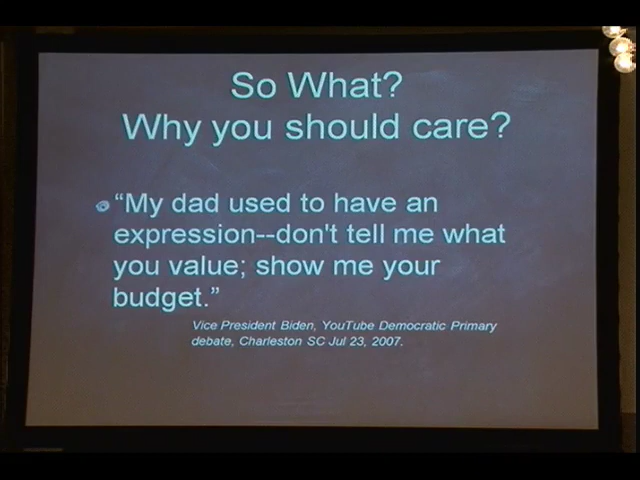 So What?
Why you should care?
“My dad used to have an
expression--don't tell me what
you value; show me your
budget.”
Vice President Biden, YouTube Democratic Primary
debate, Charleston SC Jul 23, 2007.